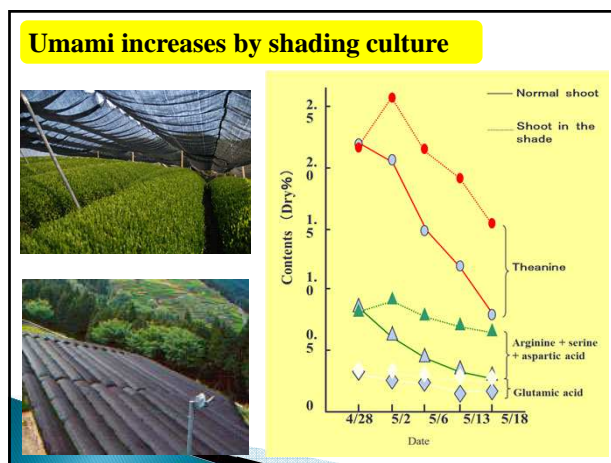 Umami increases by shading culture
Normal shoot
Shoot in the
shade
Contents (Dry%)
2.
5
2.
0
1.
5
1.
0
0.
5
0
Theanine
Arginine + serine
+ aspartic acid
Glutamic acid
4/28
5/2
5/6
5/13
5/18
Date